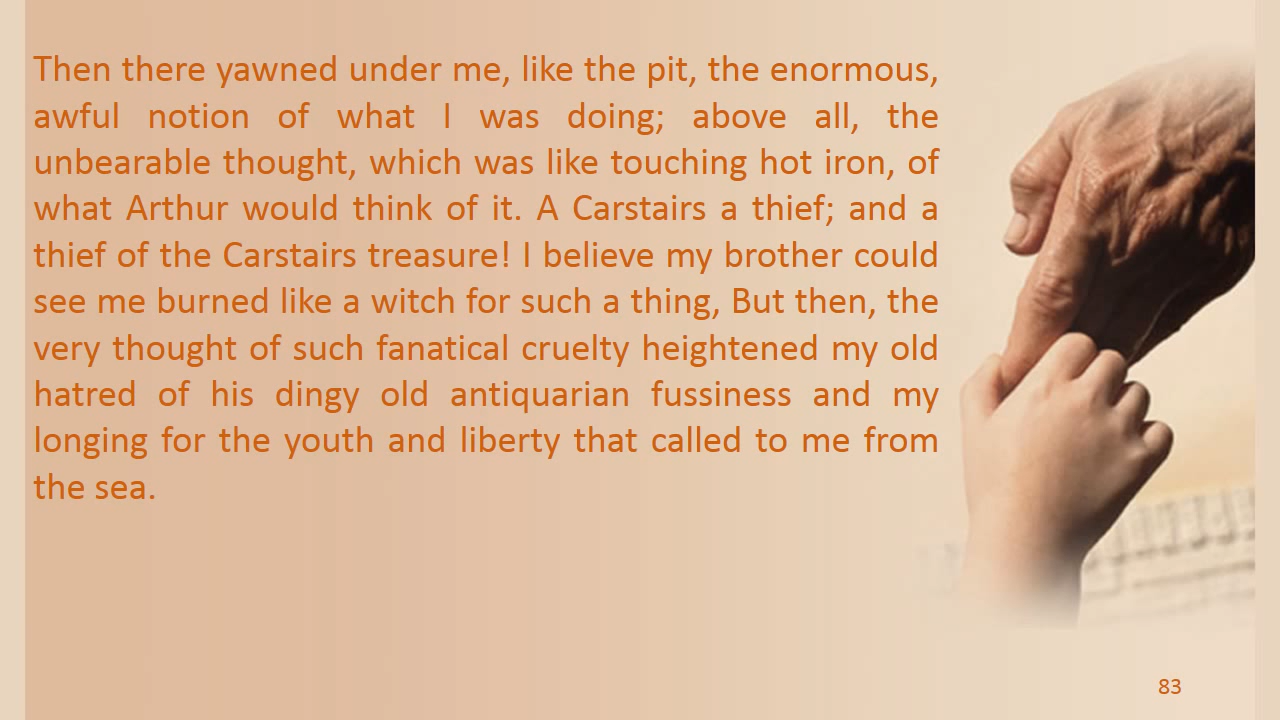 Then there yawned under me, like the pit, the enormous,
awful notion of what I was doing; above all, the
unbearable thought, which was like touching hot iron, of
what Arthur would think of it. A Carstairs a thief; and a
thief of the Carstairs treasure! I believe my brother could
see me burned like a witch for such a thing, But then, the
very thought of such fanatical cruelty heightened my old
hatred of his dingy old antiquarian fussiness and my
longing for the youth and liberty that called to me from
the sea.
83